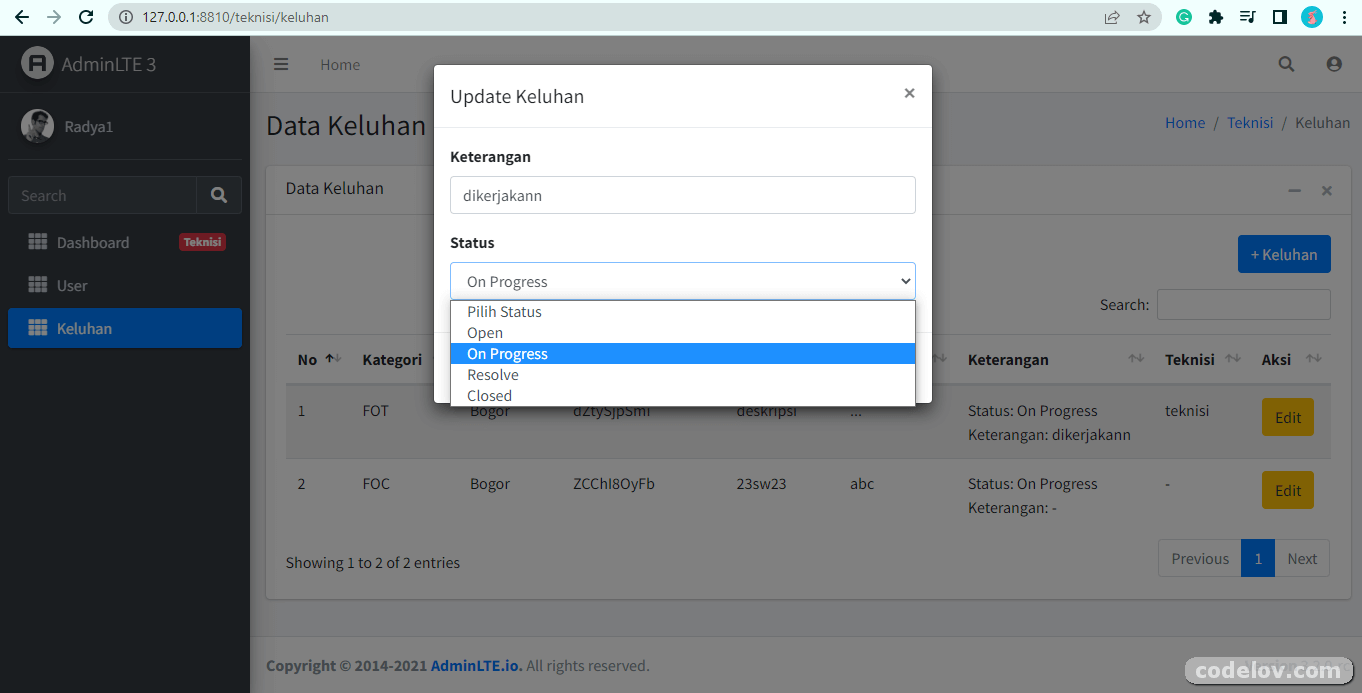 127.0.0.1:8810/teknisi/keluhan
AdminLTE 3
Home
Radya1
Search
Dashboard Teknisi
User
Keluhan
Data Keluhan
Home / Teknisi / Keluhan
Data Keluhan
+ Keluhan
Search:
Update Keluhan ×
Keterangan
dikerjakann
Status
On Progress
Pilih Status
Open
On Progress
Resolve
Closed
No Kategori Keterangan Teknisi Aksi
1 FOT Bogor dZtySjpSmI deskripsi ... Status: On Progress teknisi Edit
Keterangan: dikerjakann
2 FOC Bogor ZCChI8OyFb 23sw23 abc Status: On Progress - Edit
Keterangan: -
Showing 1 to 2 of 2 entries
Previous 1 Next
Copyright © 2014-2021 AdminLTE.io. All rights reserved.
codelov.com